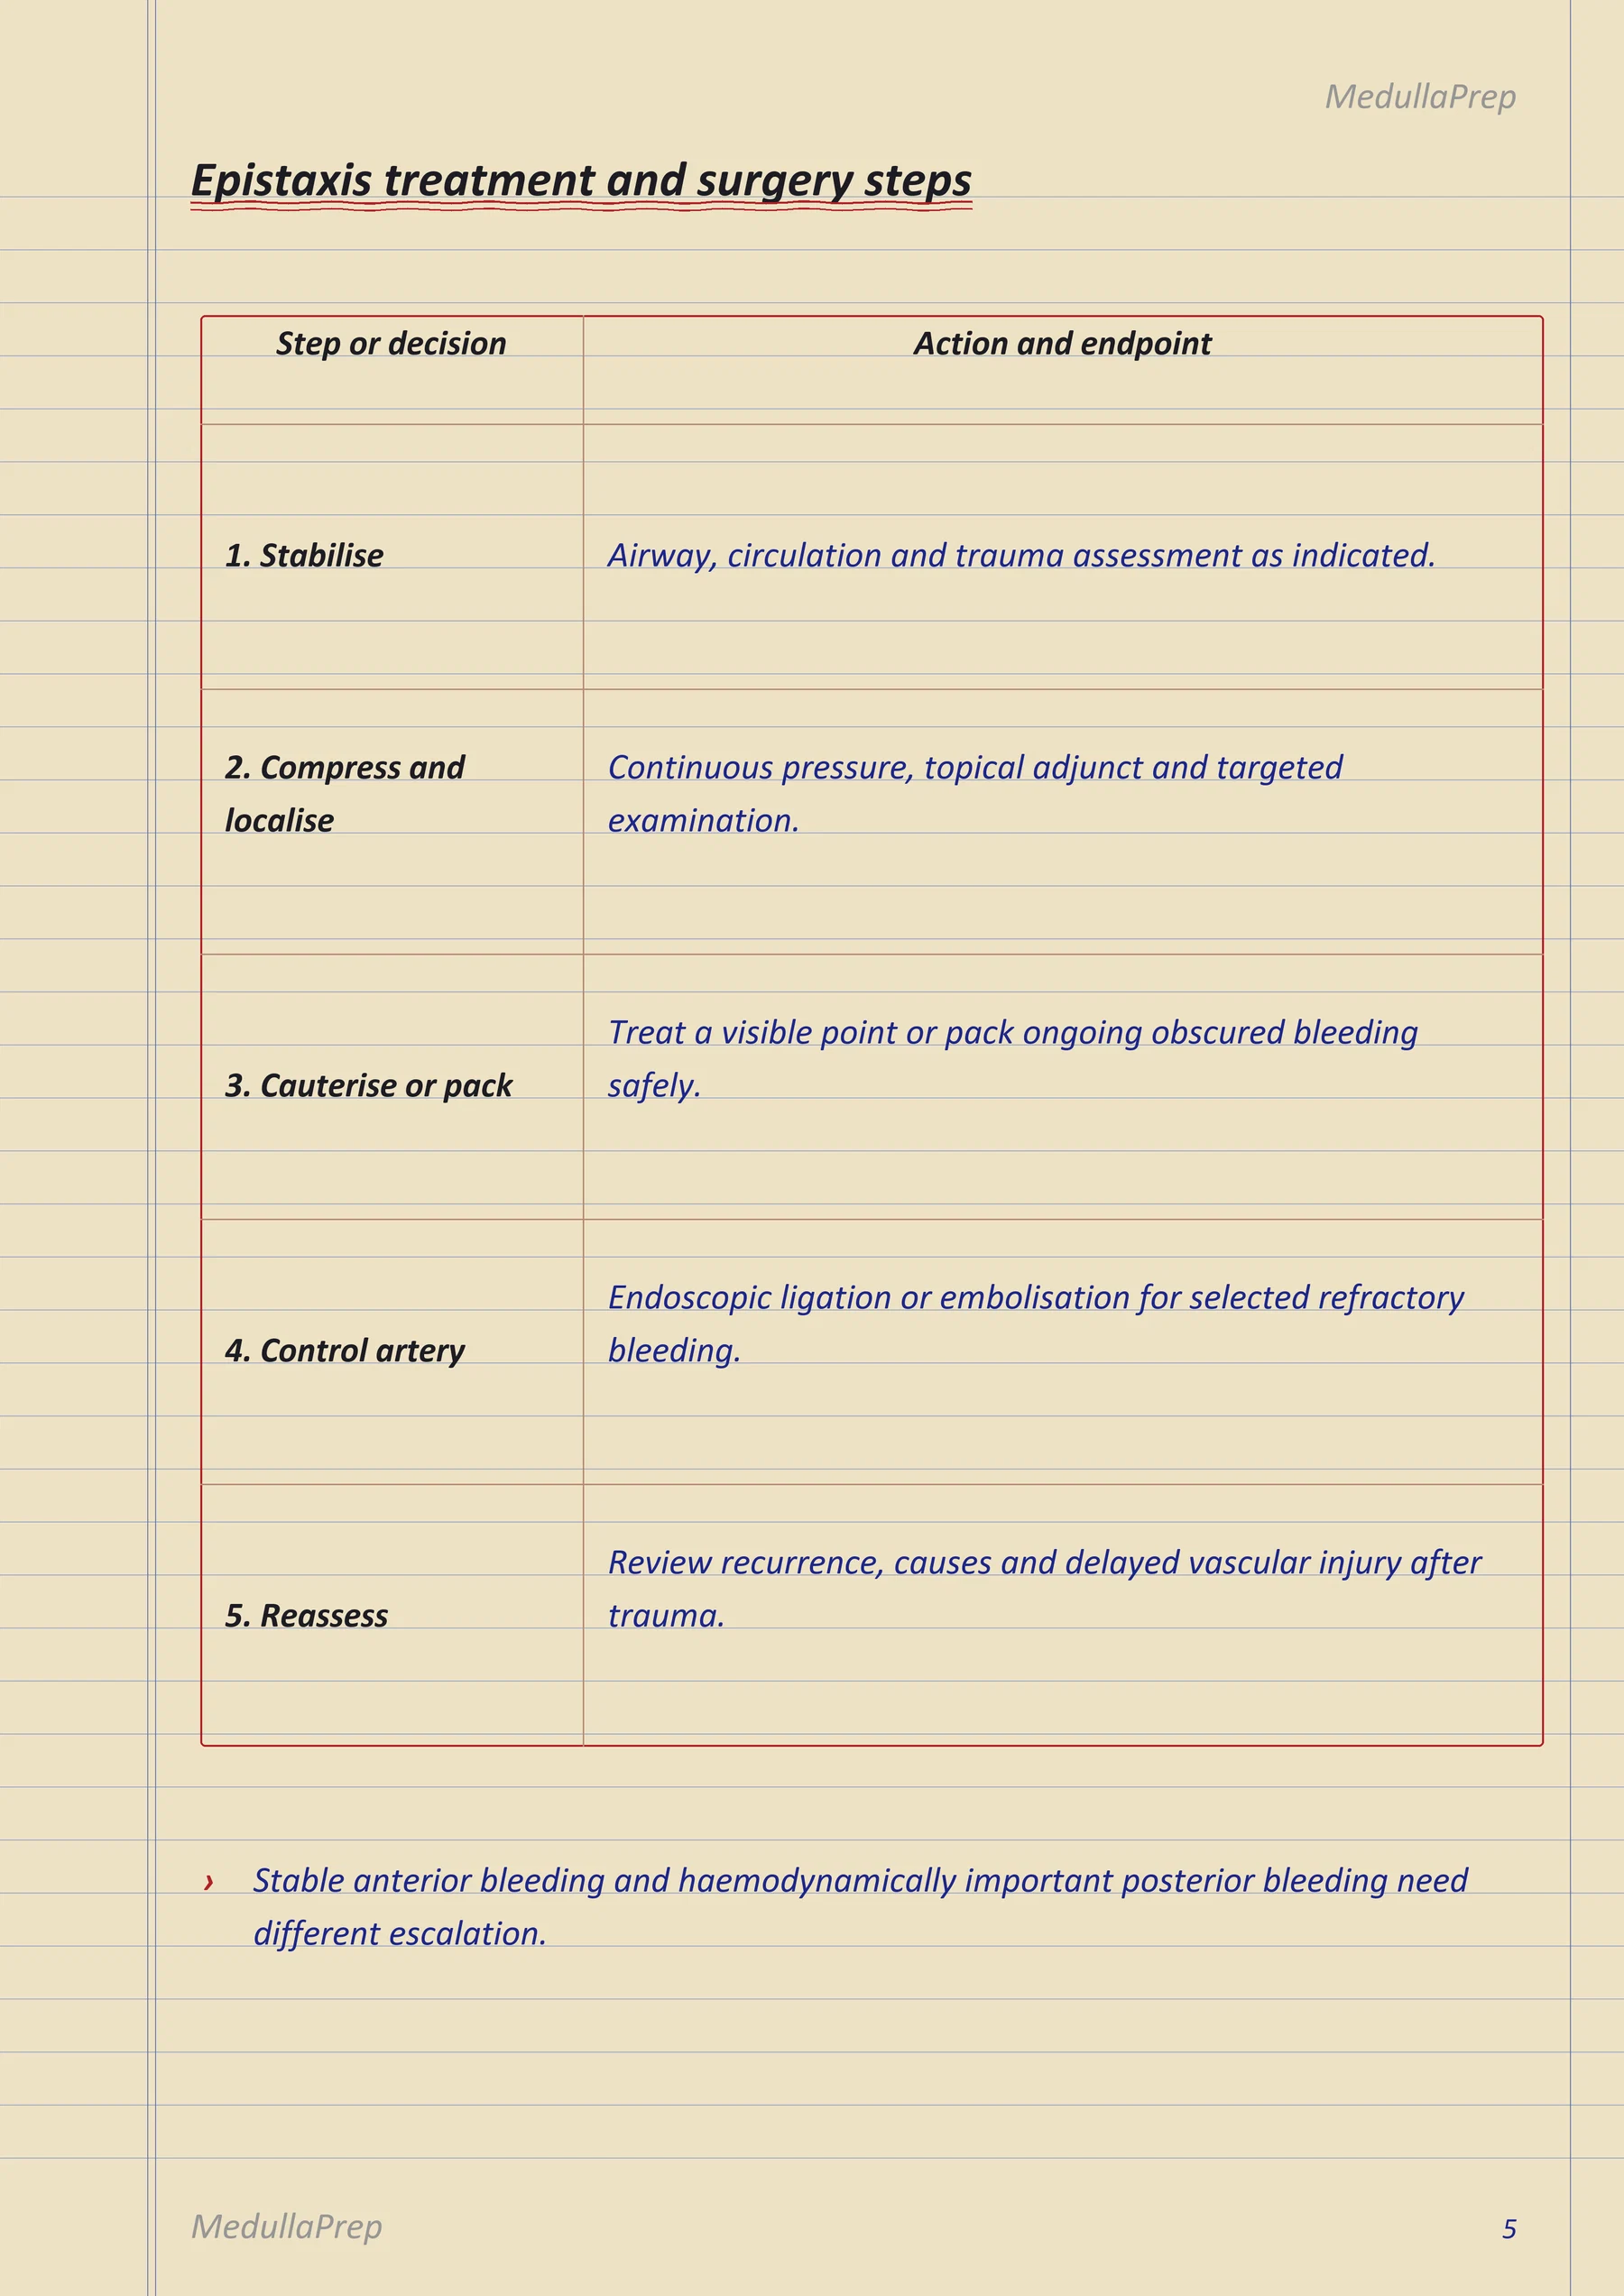 MedullaPrep
Epistaxis treatment and surgery steps
Step or decision
Action and endpoint
1. Stabilise
Airway, circulation and trauma assessment as indicated.
2. Compress and
localise
Continuous pressure, topical adjunct and targeted
examination.
3. Cauterise or pack
Treat a visible point or pack ongoing obscured bleeding
safely.
4. Control artery
Endoscopic ligation or embolisation for selected refractory
bleeding.
5. Reassess
Review recurrence, causes and delayed vascular injury after
trauma.
› Stable anterior bleeding and haemodynamically important posterior bleeding need
different escalation.
MedullaPrep
5